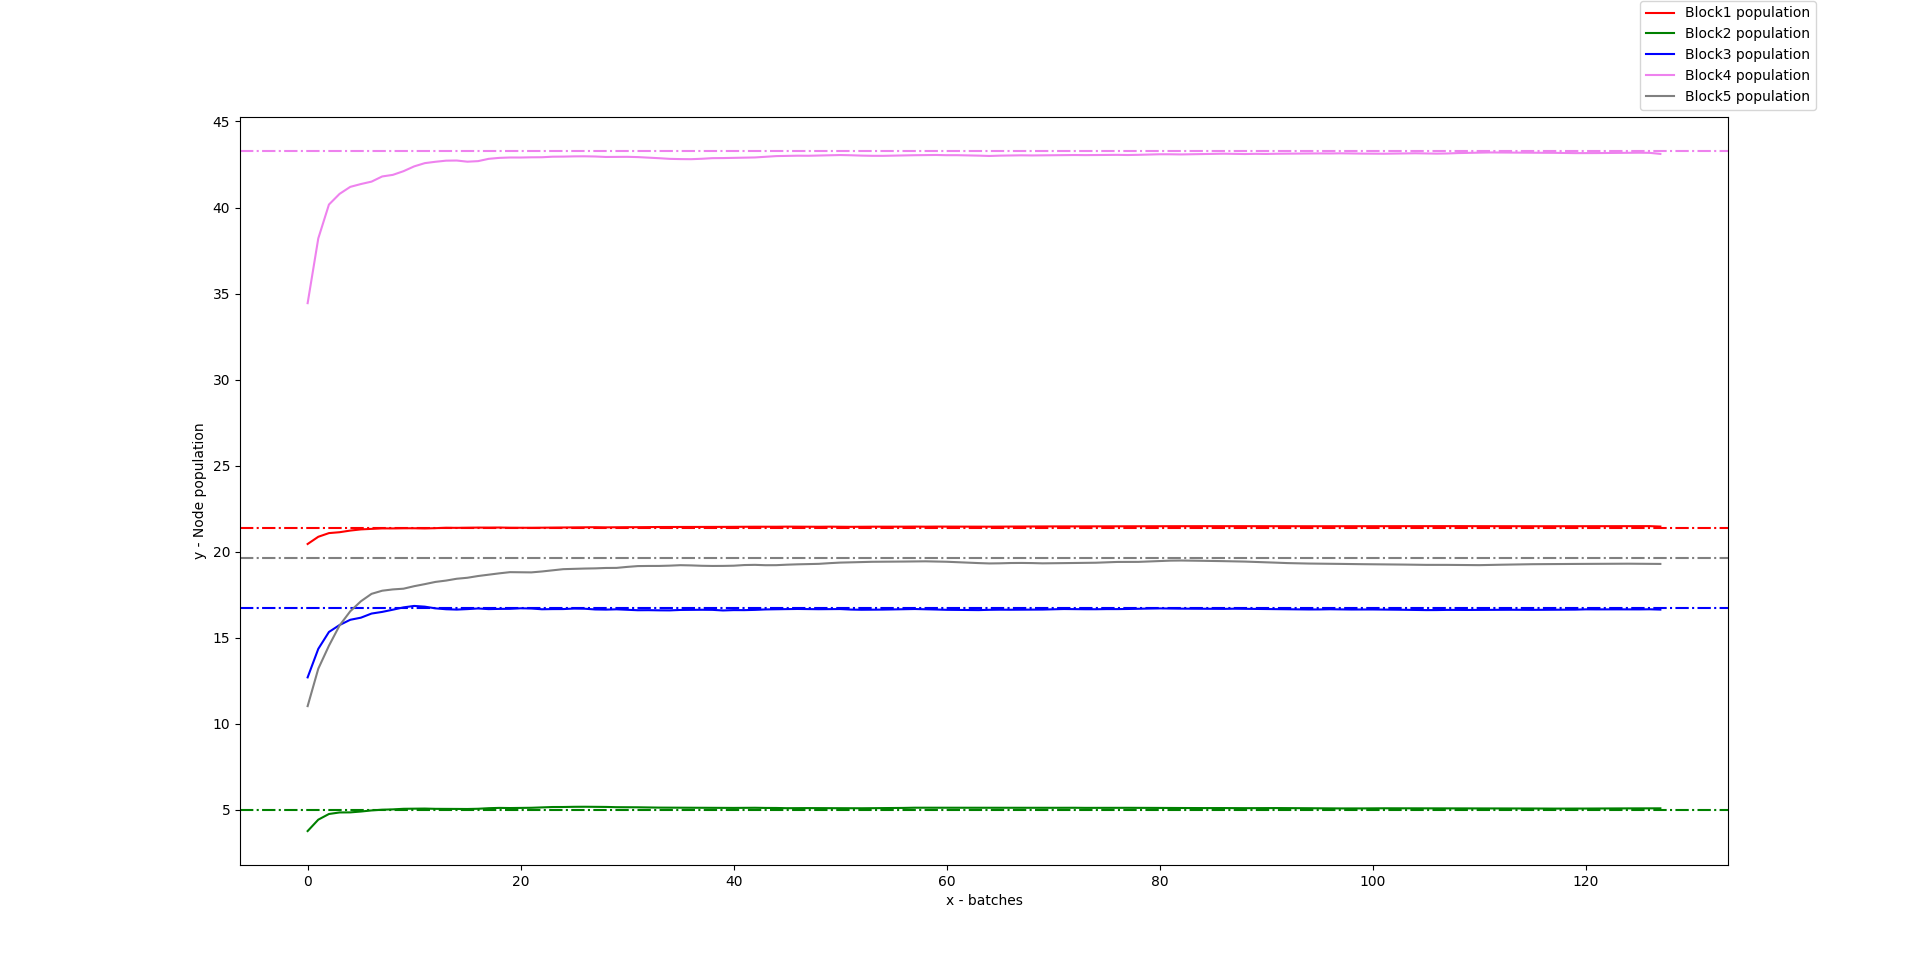 Block1 population
Block2 population
Block3 population
Block4 population
Block5 population
45
40
35
30
25
20
15
10
5
y - Node population
0 20 40 60 80 100 120
x - batches